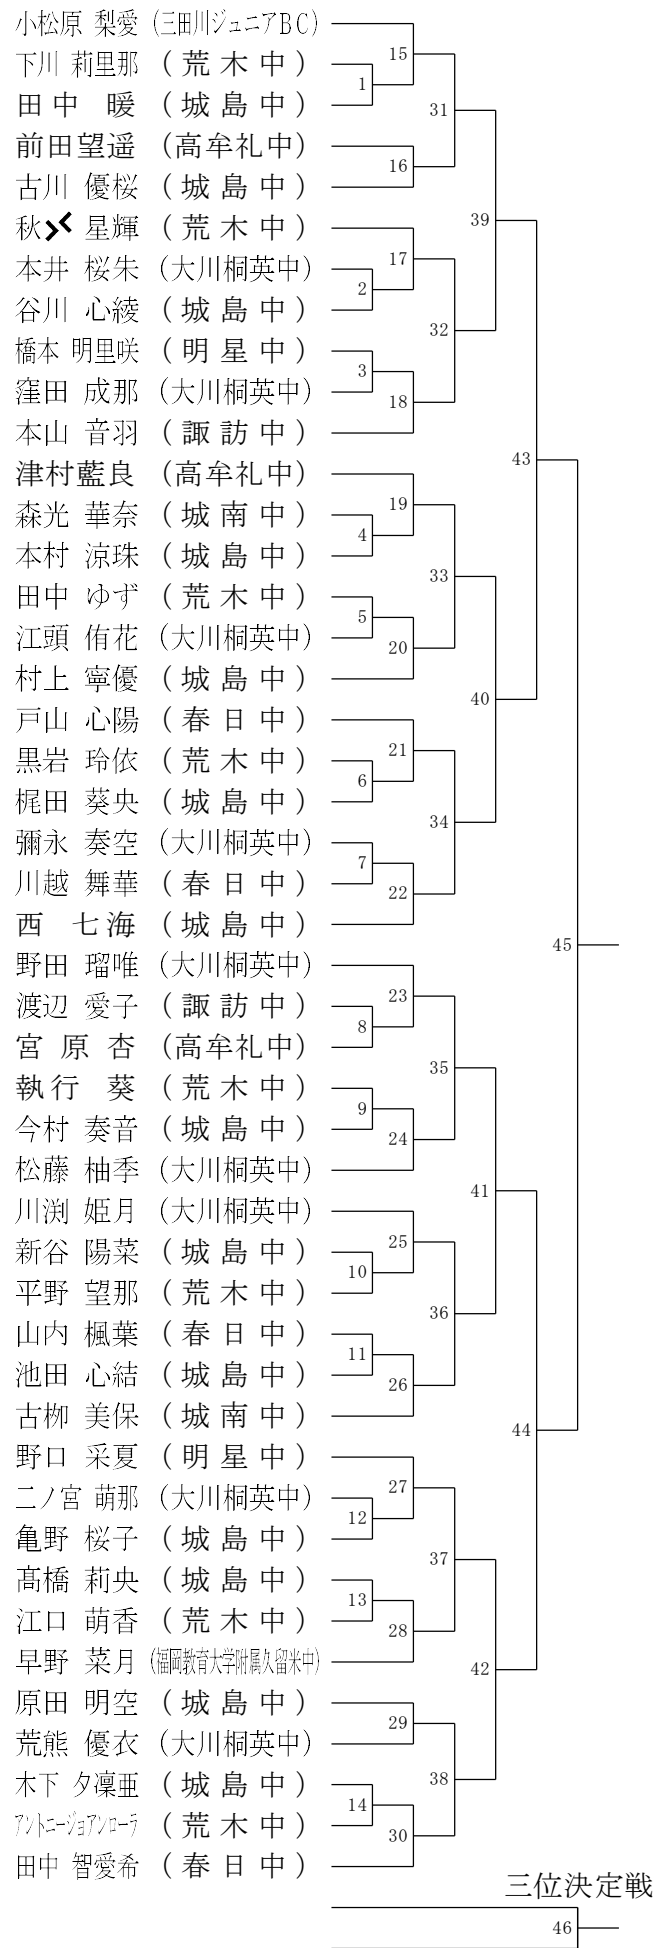 小松原 梨愛 (三田川ジュニアBC)
下川 莉里那 (荒木中)
田中 暖 (城島中)
前田望遥 (高牟礼中)
古川 優桜 (城島中)
秋 星輝 (荒木中)
本井 桜朱 (大川桐英中)
谷川 心綾 (城島中)
橋本 明里咲 (明星中)
窪田 成那 (大川桐英中)
本山 音羽 (諏訪中)
津村藍良 (高牟礼中)
森光 華奈 (城南中)
本村 涼珠 (城島中)
田中 ゆず (荒木中)
江頭 侑花 (大川桐英中)
村上 寧優 (城島中)
戸山 心陽 (春日中)
黒岩 玲依 (荒木中)
梶田 葵央 (城島中)
彌永 奏空 (大川桐英中)
川越 舞華 (春日中)
西 七海 (城島中)
野田 瑠唯 (大川桐英中)
渡辺 愛子 (諏訪中)
宮原 杏 (高牟礼中)
執行 葵 (荒木中)
今村 奏音 (城島中)
松藤 柚季 (大川桐英中)
川渕 姫月 (大川桐英中)
新谷 陽菜 (城島中)
平野 望那 (荒木中)
山内 楓葉 (春日中)
池田 心結 (城島中)
古栁 美保 (城南中)
野口 采夏 (明星中)
二ノ宮 萌那 (大川桐英中)
亀野 桜子 (城島中)
髙橋 莉央 (城島中)
江口 萌香 (荒木中)
早野 菜月 (福岡教育大学附属久留米中)
原田 明空 (城島中)
荒熊 優衣 (大川桐英中)
木下 夕凜亜 (城島中)
アントニージョアンローラ (荒木中)
田中 智愛希 (春日中)
1
2
3
4
5
6
7
8
9
10
11
12
13
14
15
16
17
18
19
20
21
22
23
24
25
26
27
28
29
30
31
32
33
34
35
36
37
38
39
40
41
42
43
44
45
三位決定戦
46